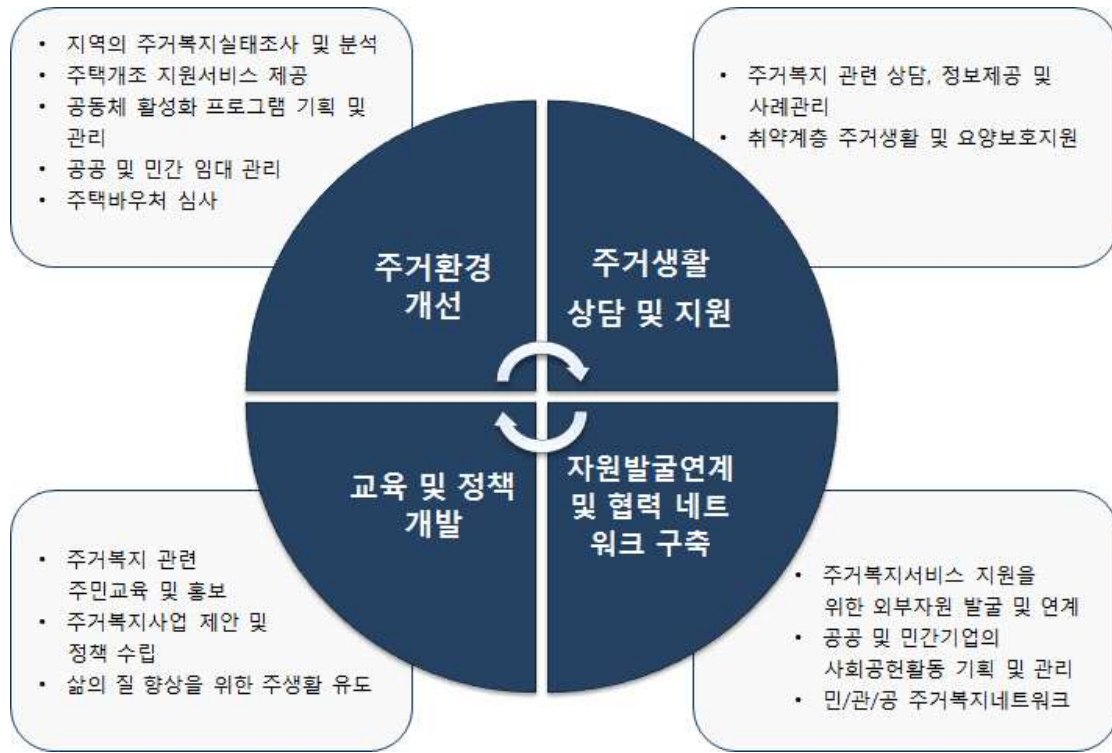 • 지역의 주거복지실태조사 및 분석
• 주택개조 지원서비스 제공
• 공동체 활성화 프로그램 기획 및
관리
• 공공 및 민간 임대 관리
• 주택바우처 심사
• 주거복지 관련 상담, 정보제공 및
사례관리
• 취약계층 주거생활 및 요양보호지원
주거환경
개선
주거생활
상담 및 지원
교육 및 정책
개발
자원발굴연계
및 협력 네트
워크 구축
• 주거복지 관련
주민교육 및 홍보
• 주거복지사업 제안 및
정책 수립
• 삶의 질 향상을 위한 주생활 유도
• 주거복지서비스 지원을
위한 외부자원 발굴 및 연계
• 공공 및 민간기업의
사회공헌활동 기획 및 관리
• 민/관/공 주거복지네트워크